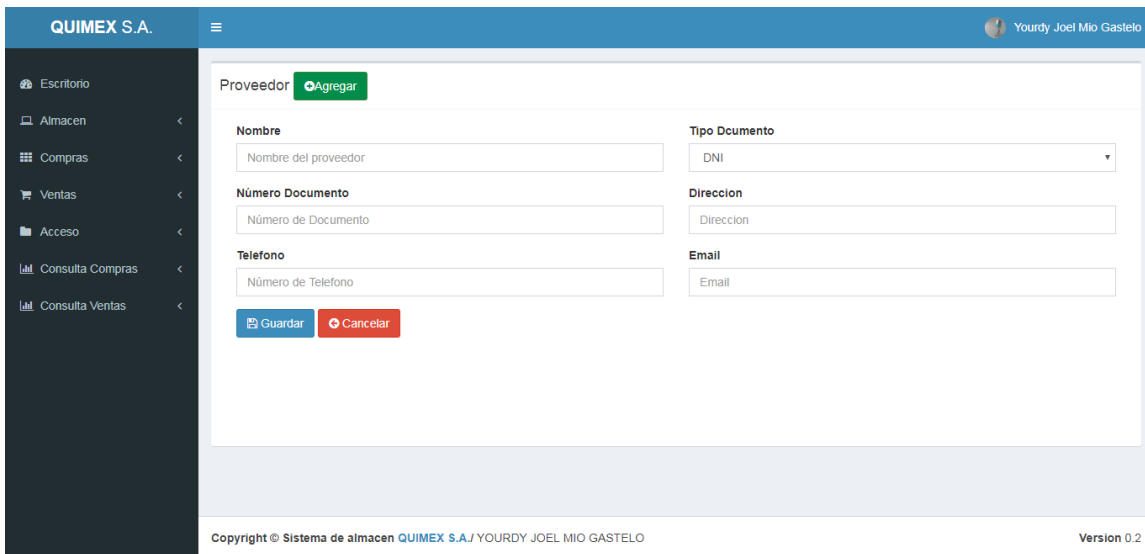 QUIMEX S.A.
Yourdy Joel Mio Gastelo
Escritorio
Almacen
Compras
Ventas
Acceso
Consulta Compras
Consulta Ventas
Proveedor Agregar
Nombre
Nombre del proveedor
Tipo Dcumento
DNI
Número Documento
Número de Documento
Direccion
Direccion
Telefono
Número de Telefono
Email
Email
Guardar Cancelar
Copyright © Sistema de almacen QUIMEX S.A./ YOURDY JOEL MIO GASTELO
Version 0.2